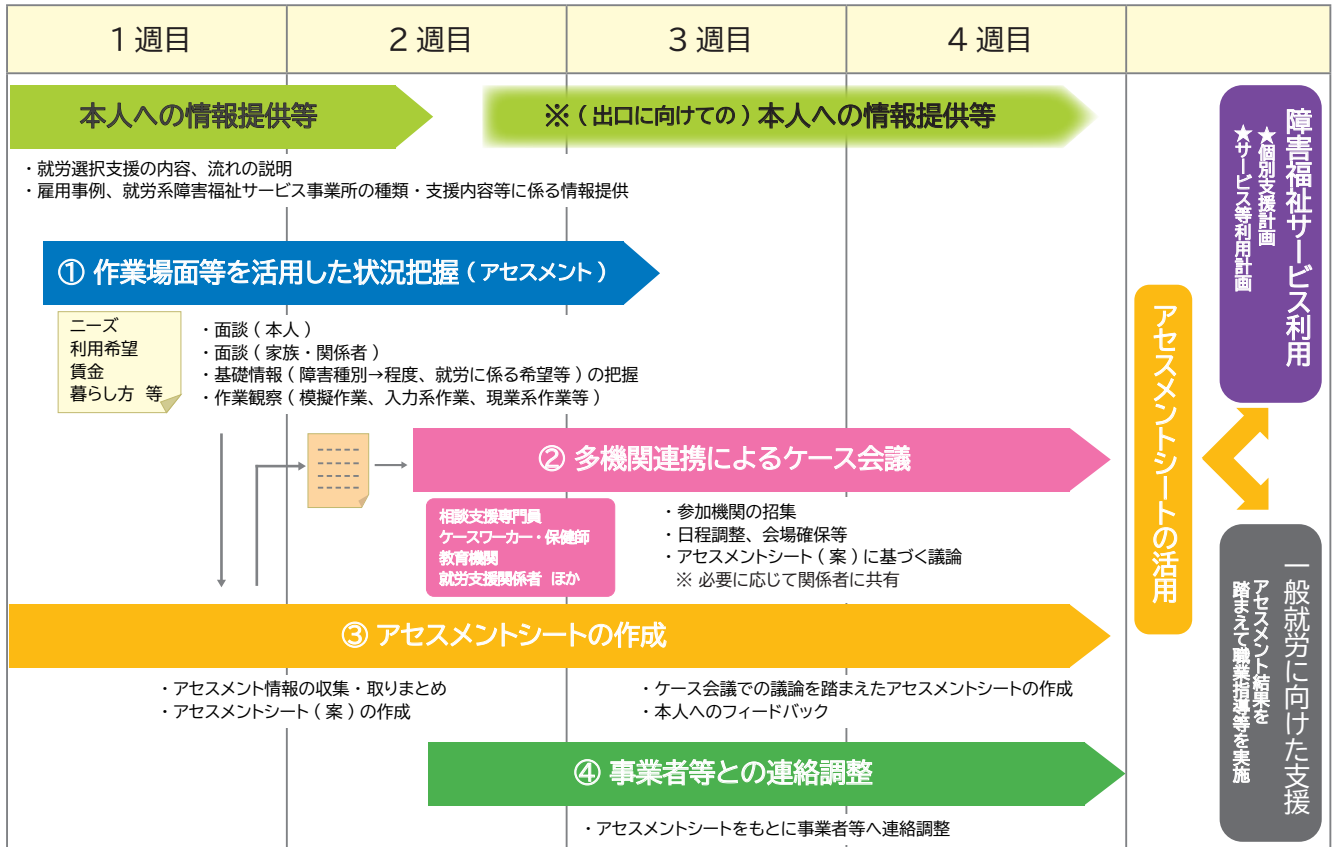 1 週目
2 週目
3 週目
4 週目
本人への情報提供等
※ ( 出口に向けての ) 本人への情報提供等
・就労選択支援の内容、流れの説明
・雇用事例、就労系障害福祉サービス事業所の種類・支援内容等に係る情報提供
① 作業場面等を活用した状況把握 ( アセスメント )
ニーズ
利用希望
賃金
暮らし方 等
・面談 ( 本人 )
・面談 ( 家族・関係者 )
・基礎情報 ( 障害種別→程度、就労に係る希望等 ) の把握
・作業観察 ( 模擬作業、入力系作業、現業系作業等 )
② 多機関連携によるケース会議
相談支援専門員
ケースワーカー・保健師
教育機関
就労支援関係者 ほか
・参加機関の招集
・日程調整、会場確保等
・アセスメントシート ( 案 ) に基づく議論
※ 必要に応じて関係者に共有
③ アセスメントシートの作成
・アセスメント情報の収集・取りまとめ
・アセスメントシート ( 案 ) の作成
・ケース会議での議論を踏まえたアセスメントシートの作成
・本人へのフィードバック
④ 事業者等との連絡調整
・アセスメントシートをもとに事業者等へ連絡調整
アセスメントシートの活用
障害福祉サービス利用
★個別支援計画
★サービス等利用計画
一般就労に向けた支援
アセスメント結果を
踏まえて職業指導等を実施